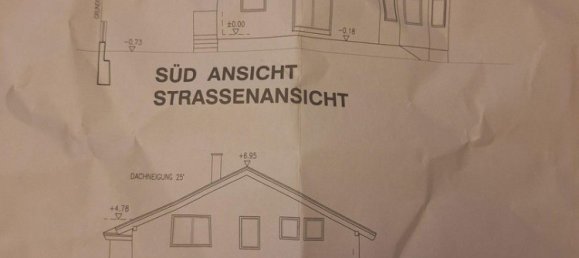 ±0.00
-0.18
-0.73
SÜD ANSICHT
STRASSENANSICHT
+6.95
DACHNEIGUNG 25°
+4.78